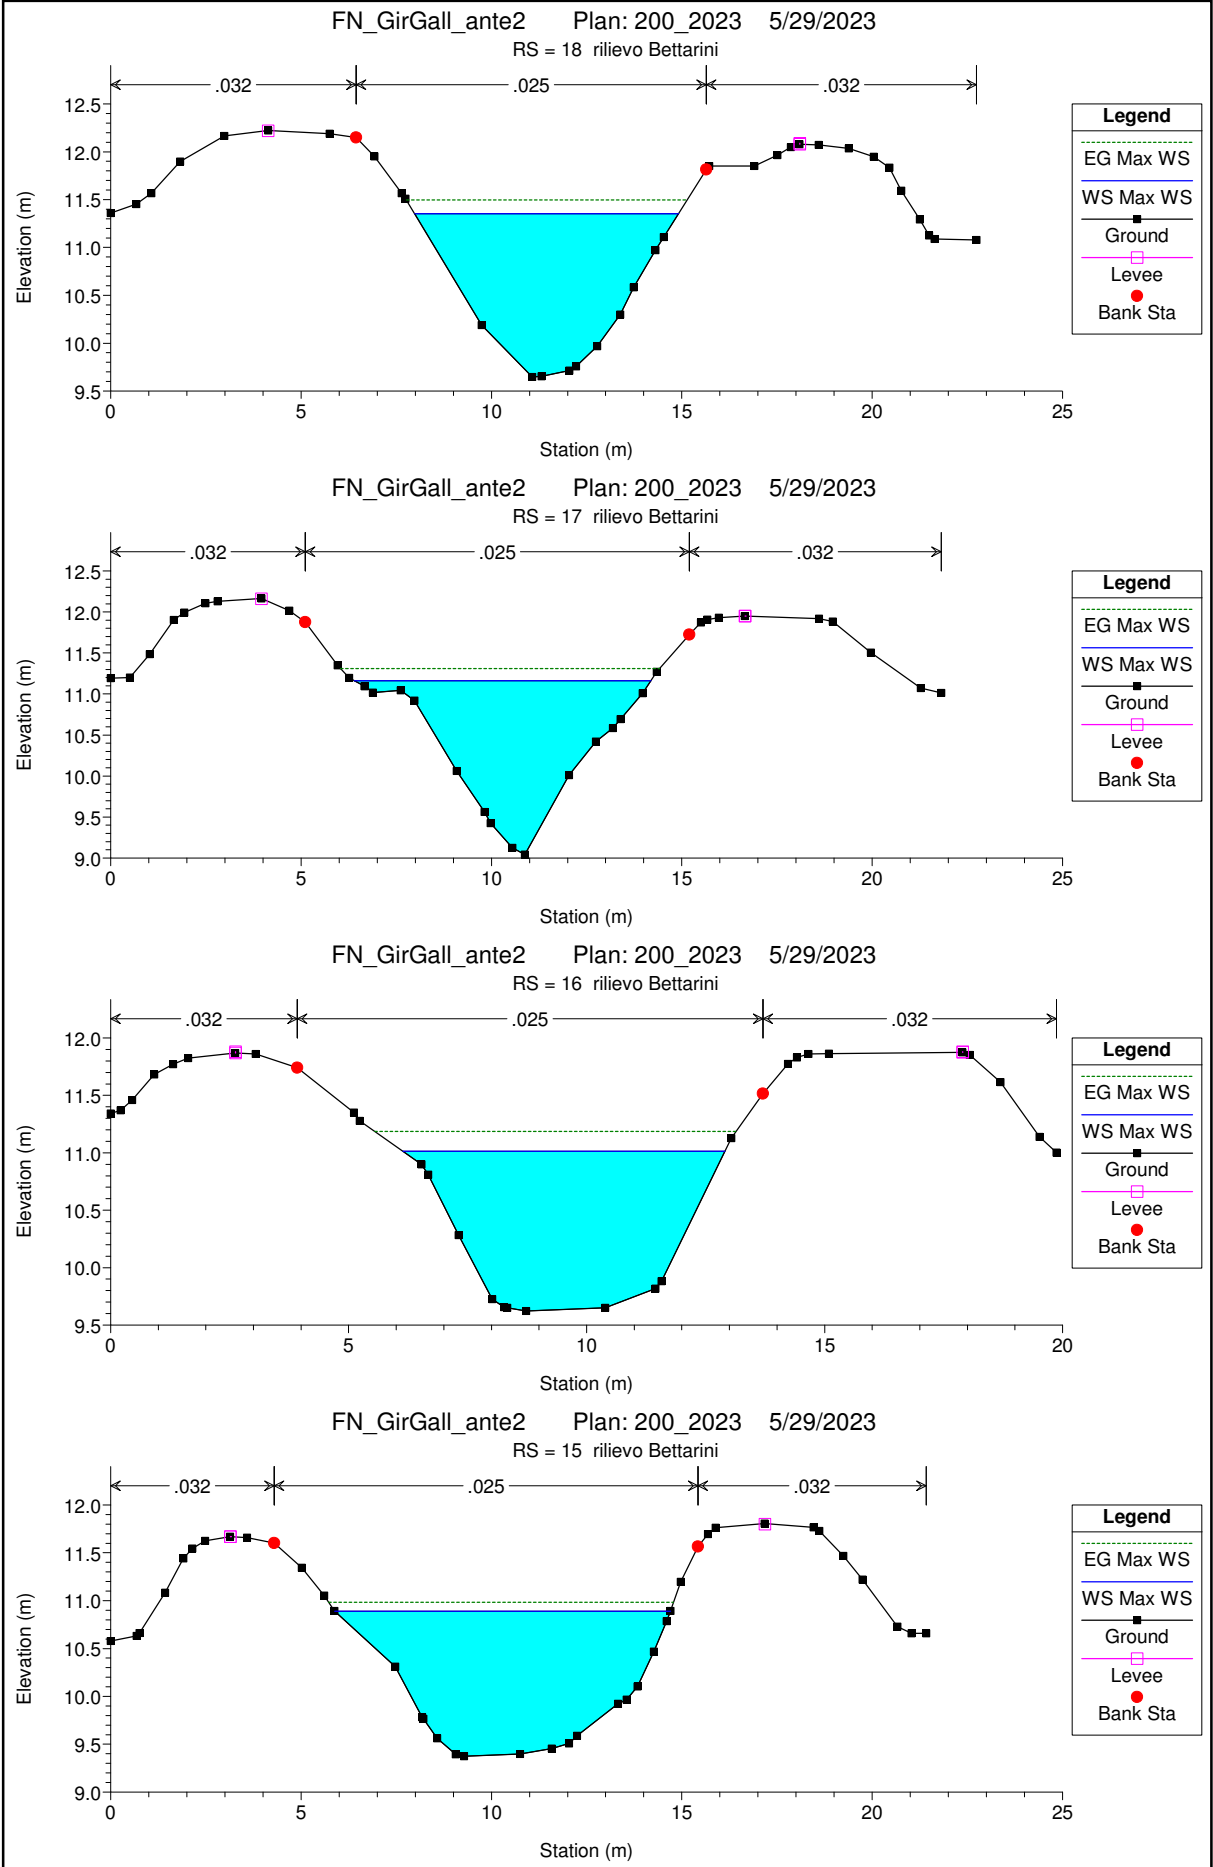 FN_GirGall_ante2 Plan: 200_2023 5/29/2023
RS = 18 rilievo Bettarini
.032 .025 .032
12.5
12.0
11.5
11.0
10.5
10.0
9.5
Elevation (m)
0 5 10 15 20 25
Station (m)
Legend
EG Max WS
WS Max WS
Ground
Levee
Bank Sta
FN_GirGall_ante2 Plan: 200_2023 5/29/2023
RS = 17 rilievo Bettarini
.032 .025 .032
12.5
12.0
11.5
11.0
10.5
10.0
9.5
9.0
Elevation (m)
0 5 10 15 20 25
Station (m)
Legend
EG Max WS
WS Max WS
Ground
Levee
Bank Sta
FN_GirGall_ante2 Plan: 200_2023 5/29/2023
RS = 16 rilievo Bettarini
.032 .025 .032
12.0
11.5
11.0
10.5
10.0
9.5
Elevation (m)
0 5 10 15 20
Station (m)
Legend
EG Max WS
WS Max WS
Ground
Levee
Bank Sta
FN_GirGall_ante2 Plan: 200_2023 5/29/2023
RS = 15 rilievo Bettarini
.032 .025 .032
12.0
11.5
11.0
10.5
10.0
9.5
9.0
Elevation (m)
0 5 10 15 20 25
Station (m)
Legend
EG Max WS
WS Max WS
Ground
Levee
Bank Sta